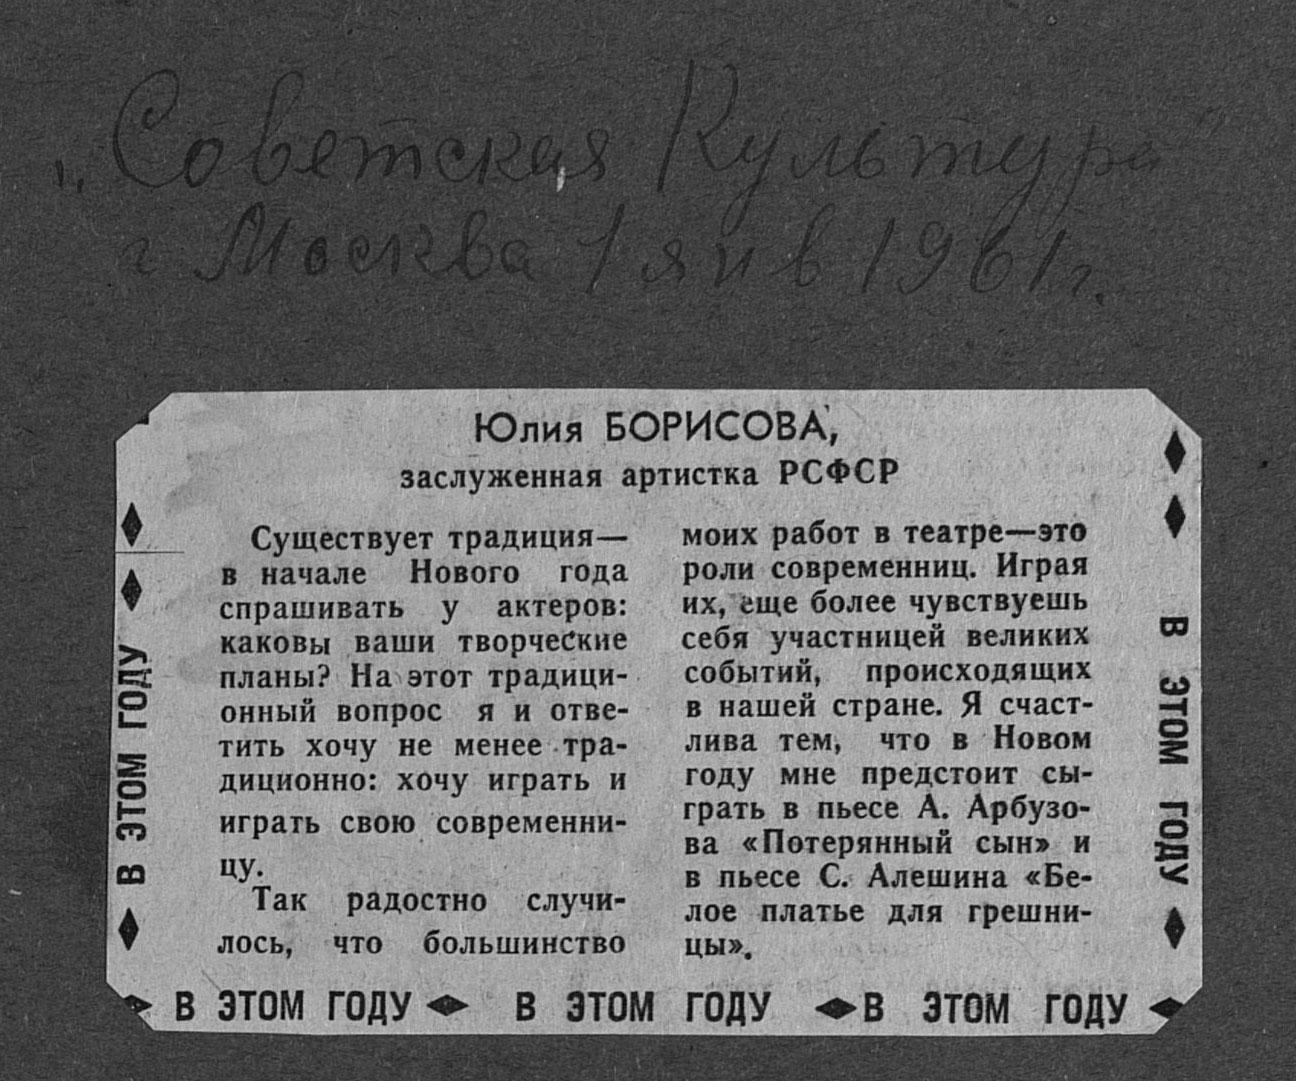 „Советская Культура"
г Москва 1 янв 1961 г.
Юлия БОРИСОВА,
заслуженная артистка РСФСР
Существует традиция—
в начале Нового года
спрашивать у актеров:
каковы ваши творческие
планы? На этот традици-
онный вопрос я и отве-
тить хочу не менее тра-
диционно: хочу играть и
играть свою современни-
цу.
Так радостно случи-
лось, что большинство
моих работ в театре—это
роли современниц. Играя
их, еще более чувствуешь
себя участницей великих
событий, происходящих
в нашей стране. Я счаст-
лива тем, что в Новом
году мне предстоит сы-
грать в пьесе А. Арбузо-
ва «Потерянный сын» и
в пьесе С. Алешина «Бе-
лое платье для грешни-
цы».
В ЭТОМ ГОДУ
В ЭТОМ ГОДУ
В ЭТОМ ГОДУ В ЭТОМ ГОДУ В ЭТОМ ГОДУ